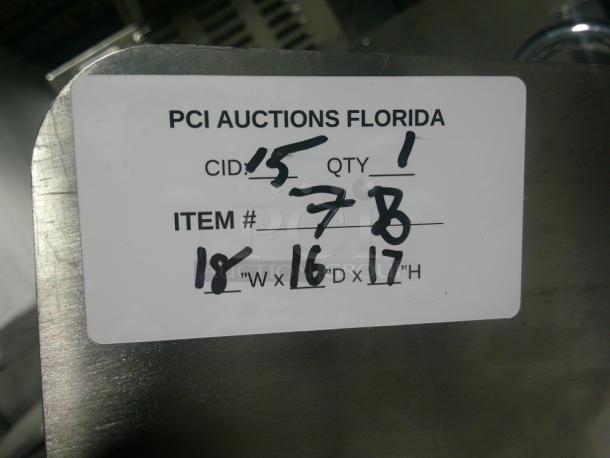 PCI AUCTIONS FLORIDA
CID: 15 QTY 1
ITEM # 78
18 "W x 16 "D x 17 "H